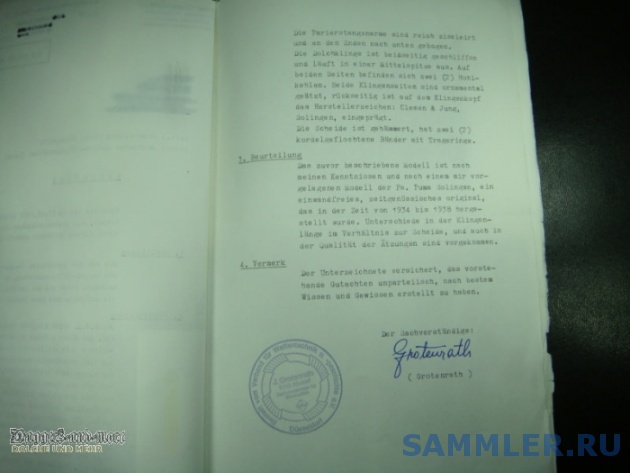 Die Parierstangenarme sind reich ziseliert
und an den Enden nach unten gebogen.
Die Dolchklinge ist beidseitig geschliffen
und läuft in einer Mittelspitze aus. Auf
beiden Seiten befinden sich zwei (2) Hohl-
kehlen. Beide Klingenseiten sind ornamental
geätzt, rückseitig ist auf dem Klingenkopf
das Herstellerzeichen: Clemen & Jung,
Solingen, eingeprägt.
Die Scheide ist gehämmert, hat zwei (2)
kordelgeflochtene Bänder mit Trageringe.
3. Beurteilung
Das zuvor beschriebene Modell ist nach
meinen Kenntnissen und nach einem mir vor-
gelegenen Modell der Fa. Puma Solingen, ein
einwandfreies, zeitgenössisches original,
das in der Zeit von 1934 bis 1938 herge-
stellt wurde. Unterschiede in der Klingen-
länge im Verhältnis zur Scheide, und auch in
der Qualität der Ätzungen sind vorgekommen.
4. Vermerk
Der Unterzeichnete versichert, das vorste-
hende Gutachten unparteiisch, nach bestem
Wissen und Gewissen erstellt zu haben.
Der Sachverständige:
Grotenrath
( Grotenrath )
SAMMLER.RU